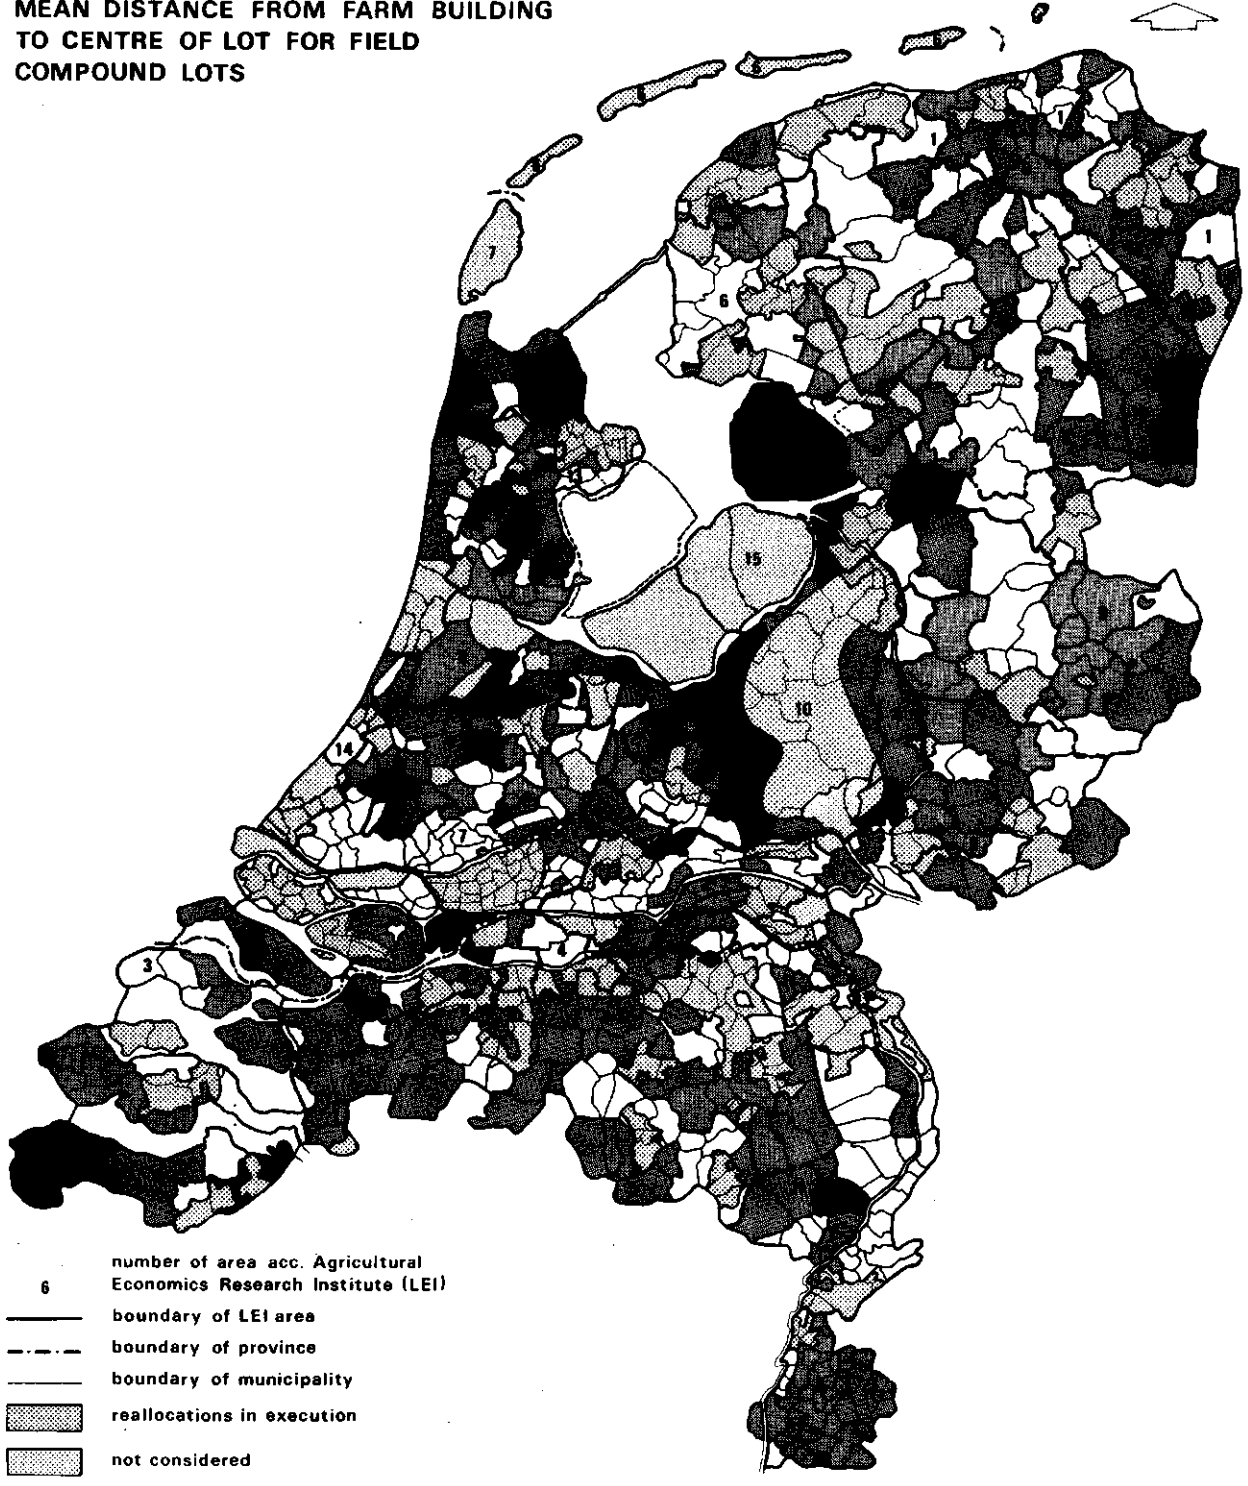 MEAN DISTANCE FROM FARM BUILDING
TO CENTRE OF LOT FOR FIELD
COMPOUND LOTS
1
1
7
1
6
13
15
10
14
7
3
4
number of area acc. Agricultural
6 Economics Research Institute (LEI)
boundary of LEI area
boundary of province
boundary of municipality
reallocations in execution
not considered